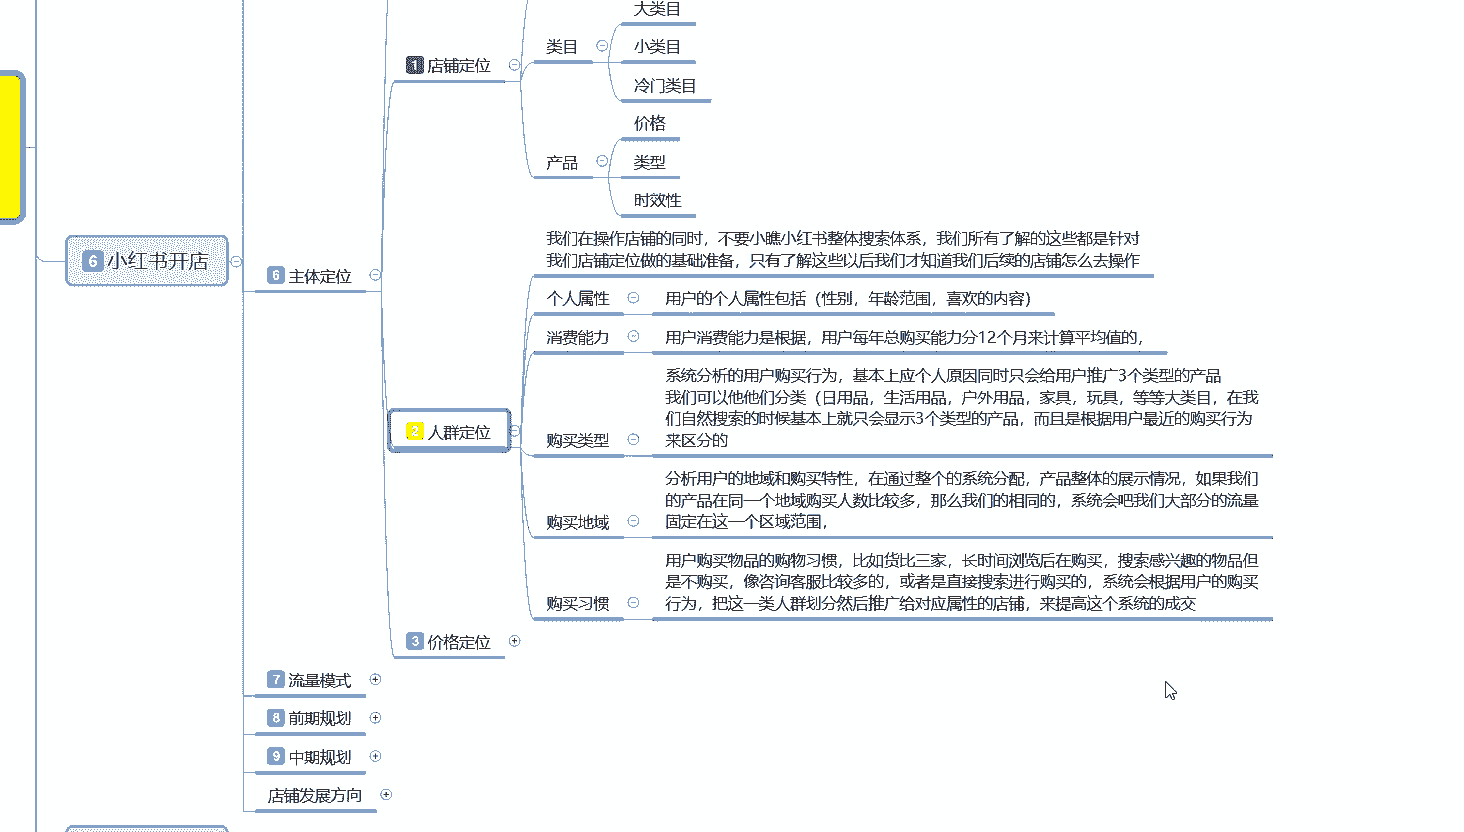 大类目
类目
小类目
1 店铺定位
冷门类目
价格
产品
类型
时效性
6 小红书开店
6 主体定位
我们在操作店铺的同时，不要小瞧小红书整体搜索体系，我们所有了解的这些都是针对
我们店铺定位做的基础准备，只有了解这些以后我们才知道我们后续的店铺怎么去操作
个人属性
用户的个人属性包括（性别，年龄范围，喜欢的内容）
消费能力
用户消费能力是根据，用户每年总购买能力分12个月来计算平均值的，
2 人群定位
购买类型
系统分析的用户购买行为，基本上应个人原因同时只会给用户推广3个类型的产品
我们可以他他们分类（日用品，生活用品，户外用品，家具，玩具，等等大类目，在我
们自然搜索的时候基本上就只会显示3个类型的产品，而且是根据用户最近的购买行为
来区分的
购买地域
分析用户的地域和购买特性，在通过整个的系统分配，产品整体的展示情况，如果我们
的产品在同一个地域购买人数比较多，那么我们的相同的，系统会吧我们大部分的流量
固定在这一个区域范围，
购买习惯
用户购买物品的购物习惯，比如货比三家，长时间浏览后在购买，搜索感兴趣的物品但
是不购买，像咨询客服比较多的，或者是直接搜索进行购买的，系统会根据用户的购买
行为，把这一类人群划分然后推广给对应属性的店铺，来提高这个系统的成交
3 价格定位
7 流量模式
8 前期规划
9 中期规划
店铺发展方向